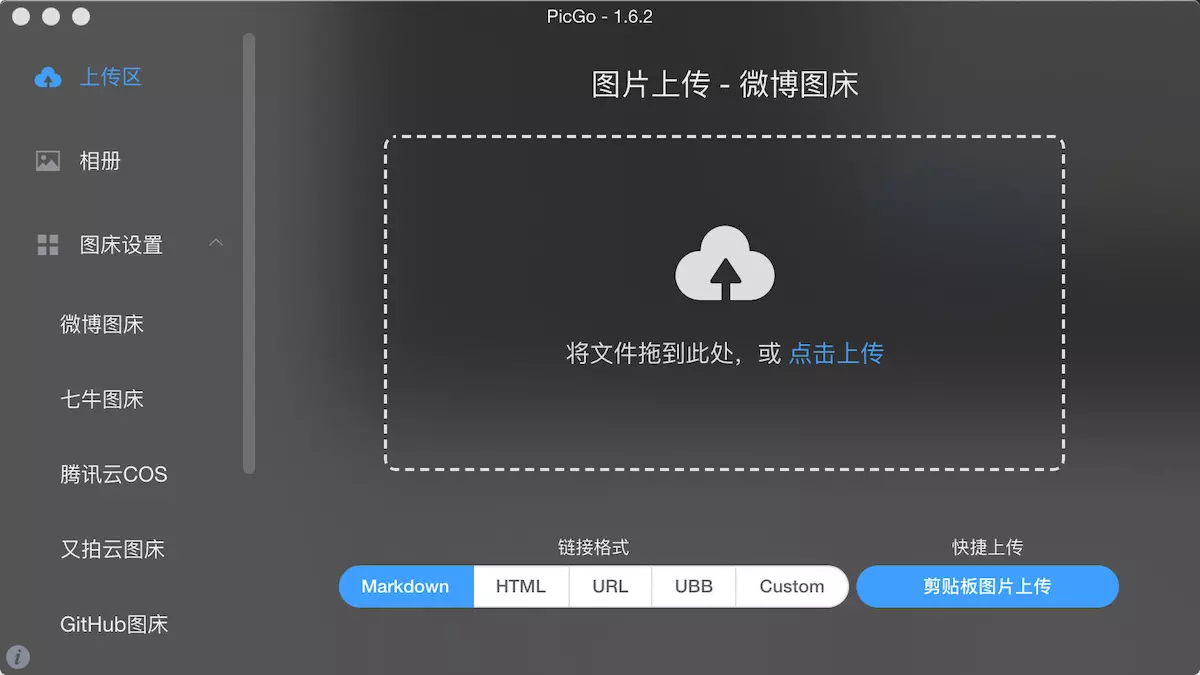 PicGo - 1.6.2
上传区
相册
图床设置
微博图床
七牛图床
腾讯云COS
又拍云图床
GitHub图床
图片上传 - 微博图床
将文件拖到此处，或 点击上传
链接格式
Markdown HTML URL UBB Custom
快捷上传
剪贴板图片上传
i